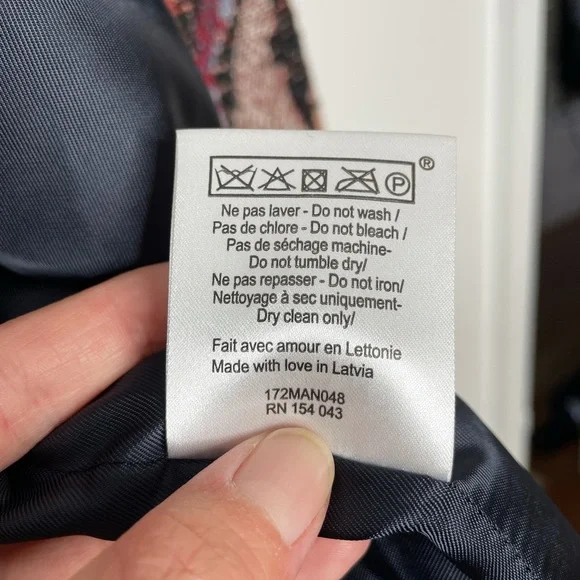 ®
P
Ne pas laver - Do not wash /
Pas de chlore - Do not bleach /
Pas de séchage machine-
Do not tumble dry/
Ne pas repasser - Do not iron/
Nettoyage à sec uniquement-
Dry clean only/
Fait avec amour en Lettonie
Made with love in Latvia
172MAN048
RN 154 043